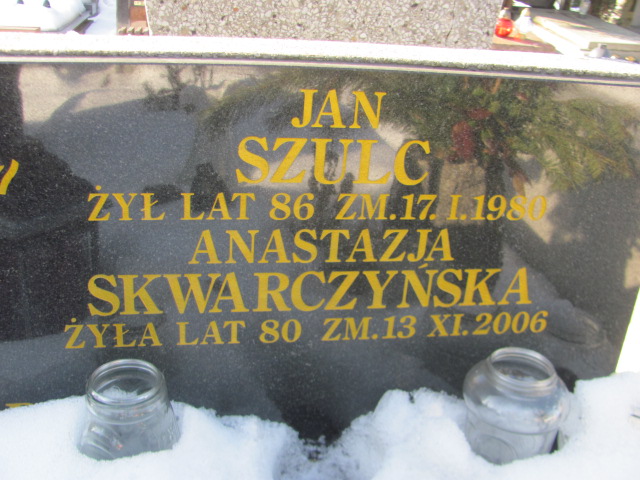 JAN
SZULC
ŻYŁ LAT 86 ZM.17.I.1980
ANASTAZJA
SKWARCZYŃSKA
ŻYŁA LAT 80 ZM.13 XI.2006